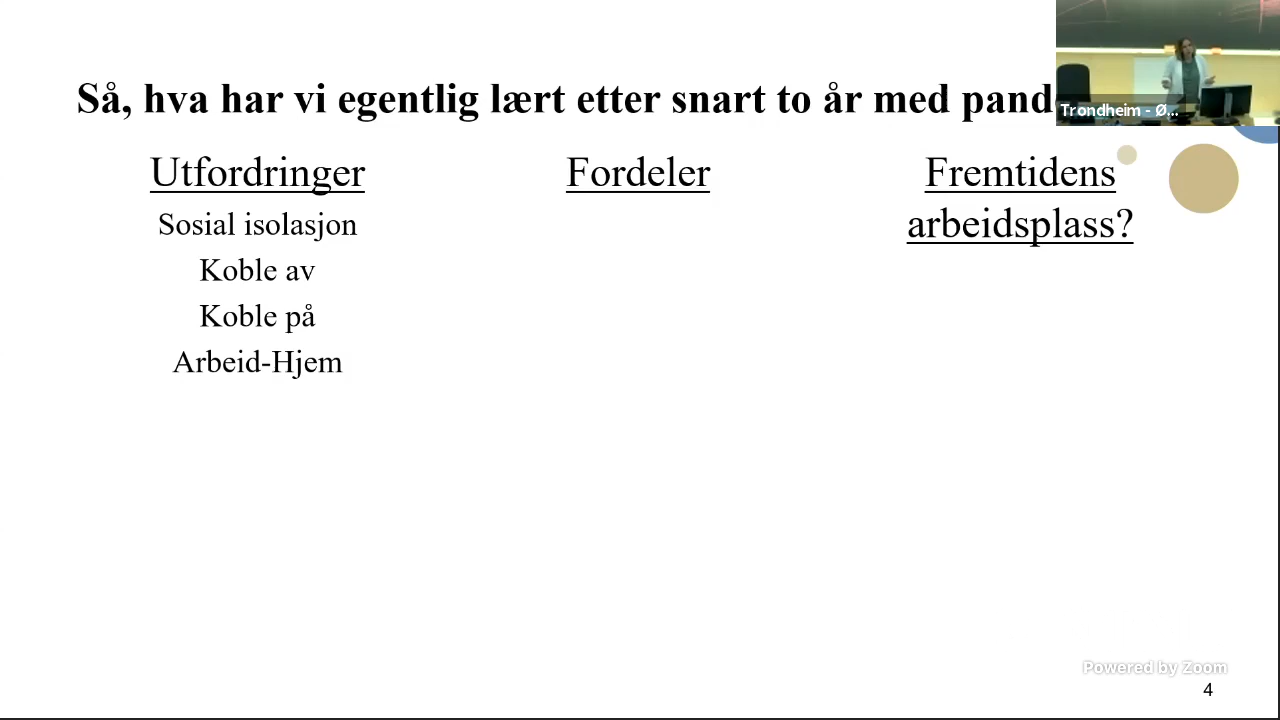 Så, hva har vi egentlig lært etter snart to år med pand
Trondheim - Ø...
Utfordringer
Sosial isolasjon
Koble av
Koble på
Arbeid-Hjem
Fordeler
Fremtidens
arbeidsplass?
Powered by Zoom
4